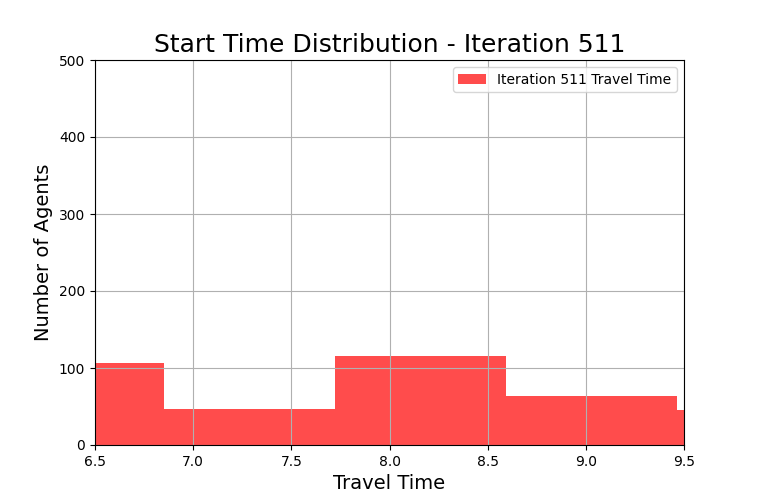 Start Time Distribution - Iteration 511
Iteration 511 Travel Time
500
400
300
200
100
0
Number of Agents
6.5 7.0 7.5 8.0 8.5 9.0 9.5
Travel Time